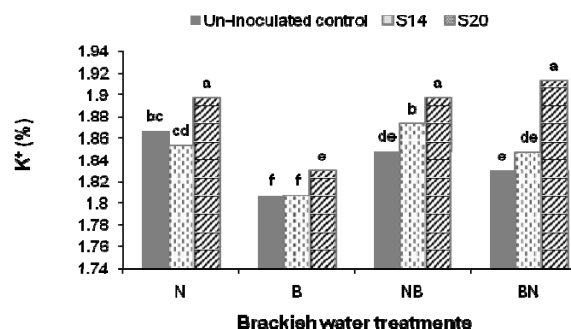 Un-inoculated control S14 S20
1.94
1.92
1.9
1.88
1.86
1.84
1.82
1.8
1.78
1.76
1.74
K⁺ (%)
bc cd a
f f e
de b a
e de a
N B NB BN
Brackish water treatments